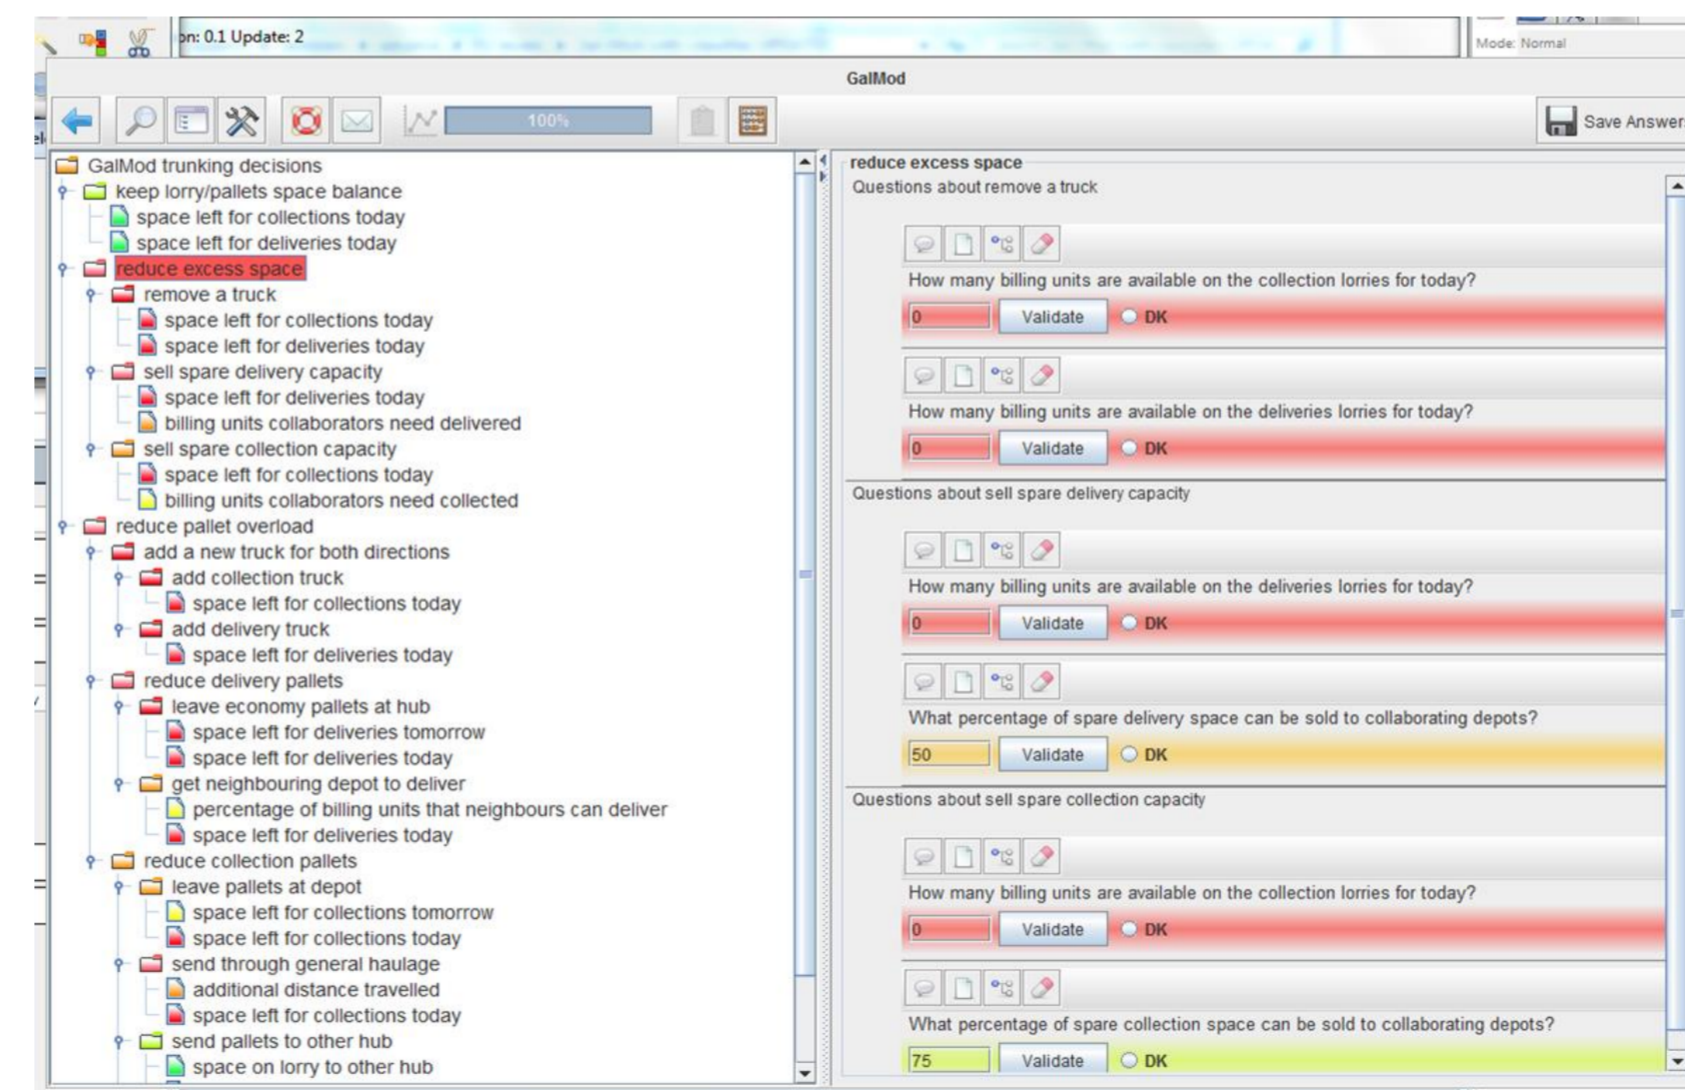 on: 0.1 Update: 2
Mode: Normal
GalMod
100%
Save Answer
GalMod trunking decisions
keep lorry/pallets space balance
space left for collections today
space left for deliveries today
reduce excess space
remove a truck
space left for collections today
space left for deliveries today
sell spare delivery capacity
space left for deliveries today
billing units collaborators need delivered
sell spare collection capacity
space left for collections today
billing units collaborators need collected
reduce pallet overload
add a new truck for both directions
add collection truck
space left for collections today
add delivery truck
space left for deliveries today
reduce delivery pallets
leave economy pallets at hub
space left for deliveries tomorrow
space left for deliveries today
get neighbouring depot to deliver
percentage of billing units that neighbours can deliver
space left for deliveries today
reduce collection pallets
leave pallets at depot
space left for collections tomorrow
space left for collections today
send through general haulage
additional distance travelled
space left for collections today
send pallets to other hub
space on lorry to other hub
reduce excess space
Questions about remove a truck
How many billing units are available on the collection lorries for today?
0 Validate DK
How many billing units are available on the deliveries lorries for today?
0 Validate DK
Questions about sell spare delivery capacity
How many billing units are available on the deliveries lorries for today?
0 Validate DK
What percentage of spare delivery space can be sold to collaborating depots?
50 Validate DK
Questions about sell spare collection capacity
How many billing units are available on the collection lorries for today?
0 Validate DK
What percentage of spare collection space can be sold to collaborating depots?
75 Validate DK